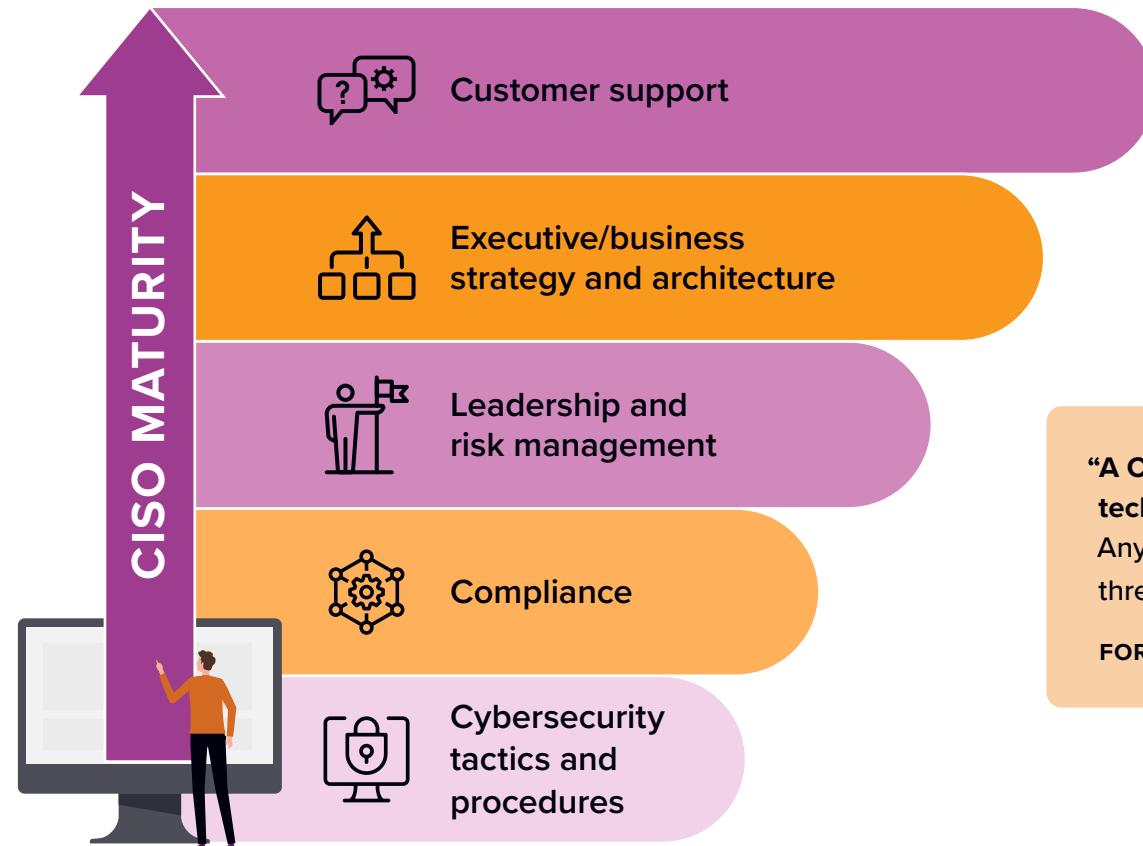 CISO MATURITY
?
Customer support
Executive/business
strategy and architecture
Leadership and
risk management
Compliance
Cybersecurity
tactics and
procedures
“A